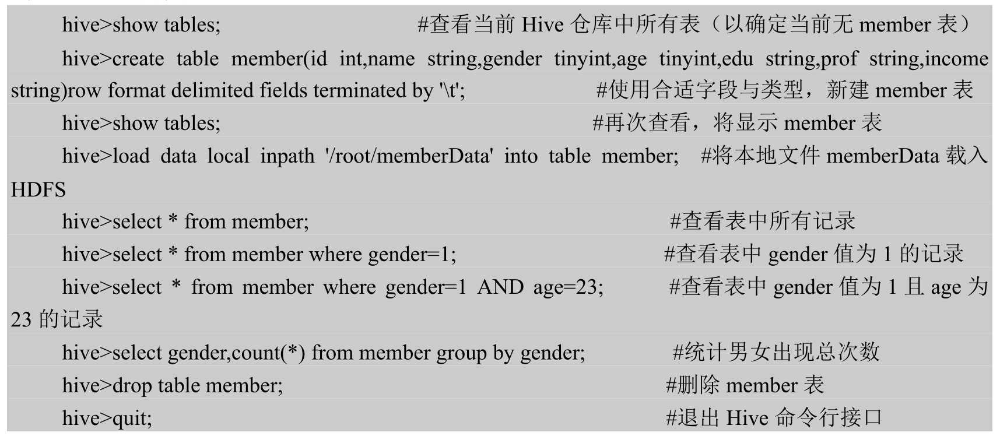 hive>show tables; #查看当前 Hive 仓库中所有表（以确定当前无 member 表）
hive>create table member(id int,name string,gender tinyint,age tinyint,edu string,prof string,income
string)row format delimited fields terminated by '\t'; #使用合适字段与类型，新建 member 表
hive>show tables; #再次查看，将显示 member 表
hive>load data local inpath '/root/memberData' into table member; #将本地文件 memberData 载入
HDFS
hive>select * from member; #查看表中所有记录
hive>select * from member where gender=1; #查看表中 gender 值为 1 的记录
hive>select * from member where gender=1 AND age=23; #查看表中 gender 值为 1 且 age 为
23 的记录
hive>select gender,count(*) from member group by gender; #统计男女出现总次数
hive>drop table member; #删除 member 表
hive>quit; #退出 Hive 命令行接口